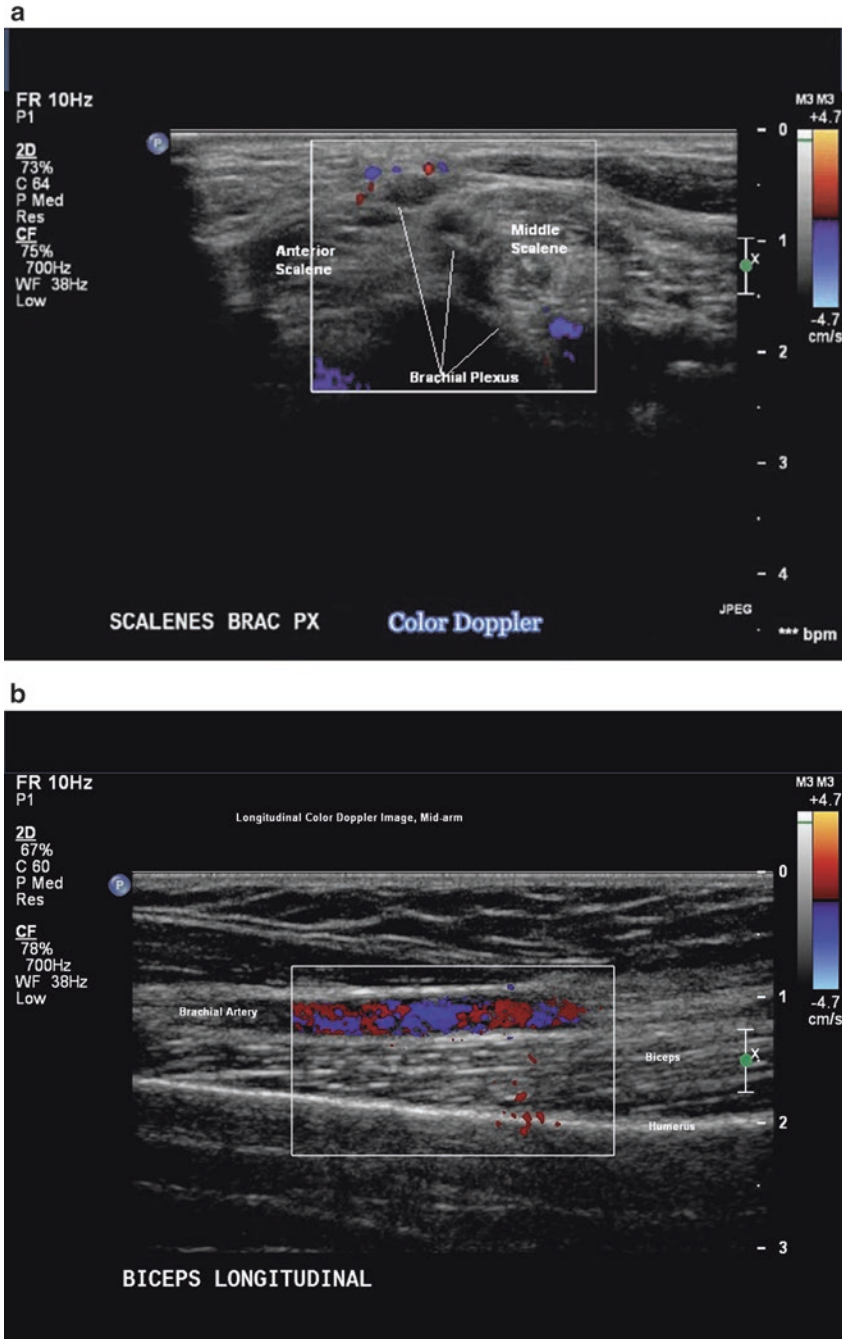 a
FR 10Hz
P1
2D
73%
C 64
P Med
Res
CF
75%
700Hz
WF 38Hz
Low
P
M3 M3
+4.7
-4.7
cm/s
0
1
2
3
4
x
Anterior
Scalene
Middle
Scalene
Brachial Plexus
JPEG
*** bpm
SCALENES BRAC PX
Color Doppler
b
FR 10Hz
P1
2D
67%
C 60
P Med
Res
CF
78%
700Hz
WF 38Hz
Low
P
M3 M3
+4.7
-4.7
cm/s
Longitudinal Color Doppler Image, Mid-arm
0
1
2
3
x
Brachial Artery
Biceps
Humerus
BICEPS LONGITUDINAL